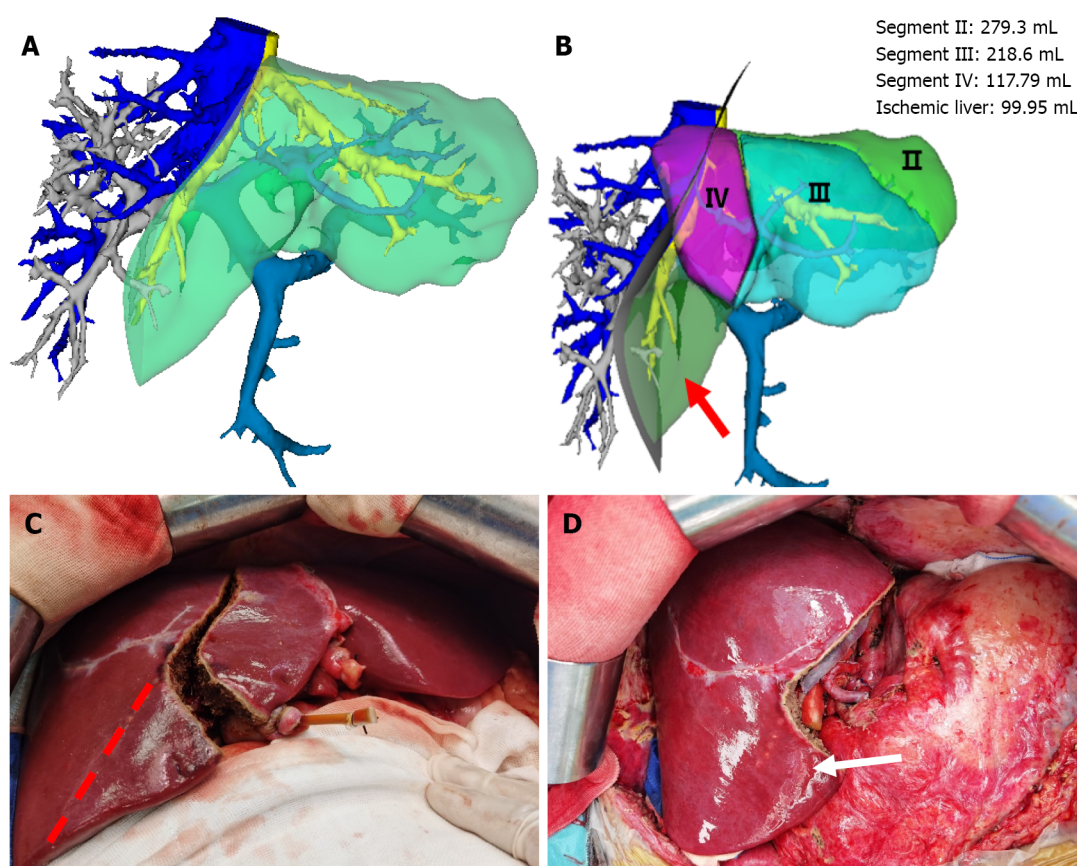 A
B
Segment II: 279.3 mL
Segment III: 218.6 mL
Segment IV: 117.79 mL
Ischemic liver: 99.95 mL
II
III
IV
C
D